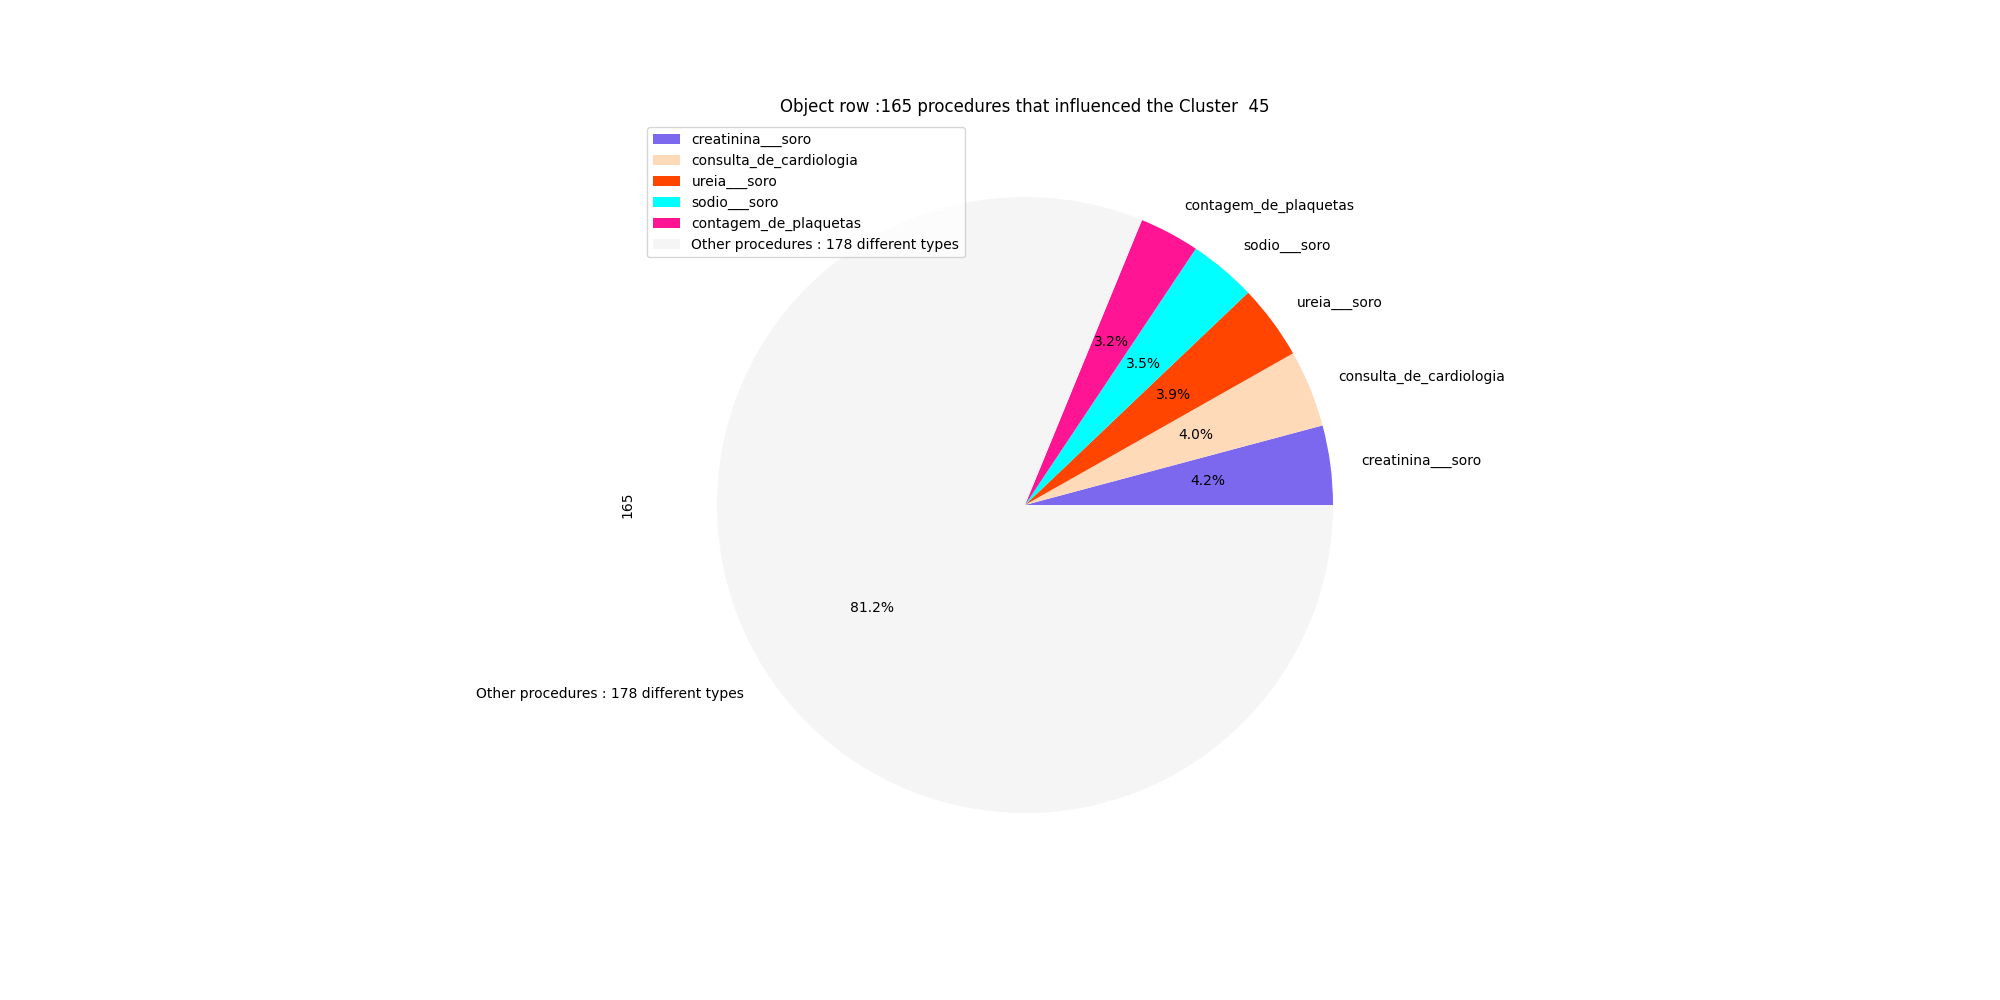 Object row :165 procedures that influenced the Cluster  45
creatinina___soro
consulta_de_cardiologia
ureia___soro
sodio___soro
contagem_de_plaquetas
Other procedures : 178 different types
contagem_de_plaquetas
sodio___soro
ureia___soro
consulta_de_cardiologia
creatinina___soro
3.2%
3.5%
3.9%
4.0%
4.2%
165
81.2%
Other procedures : 178 different types